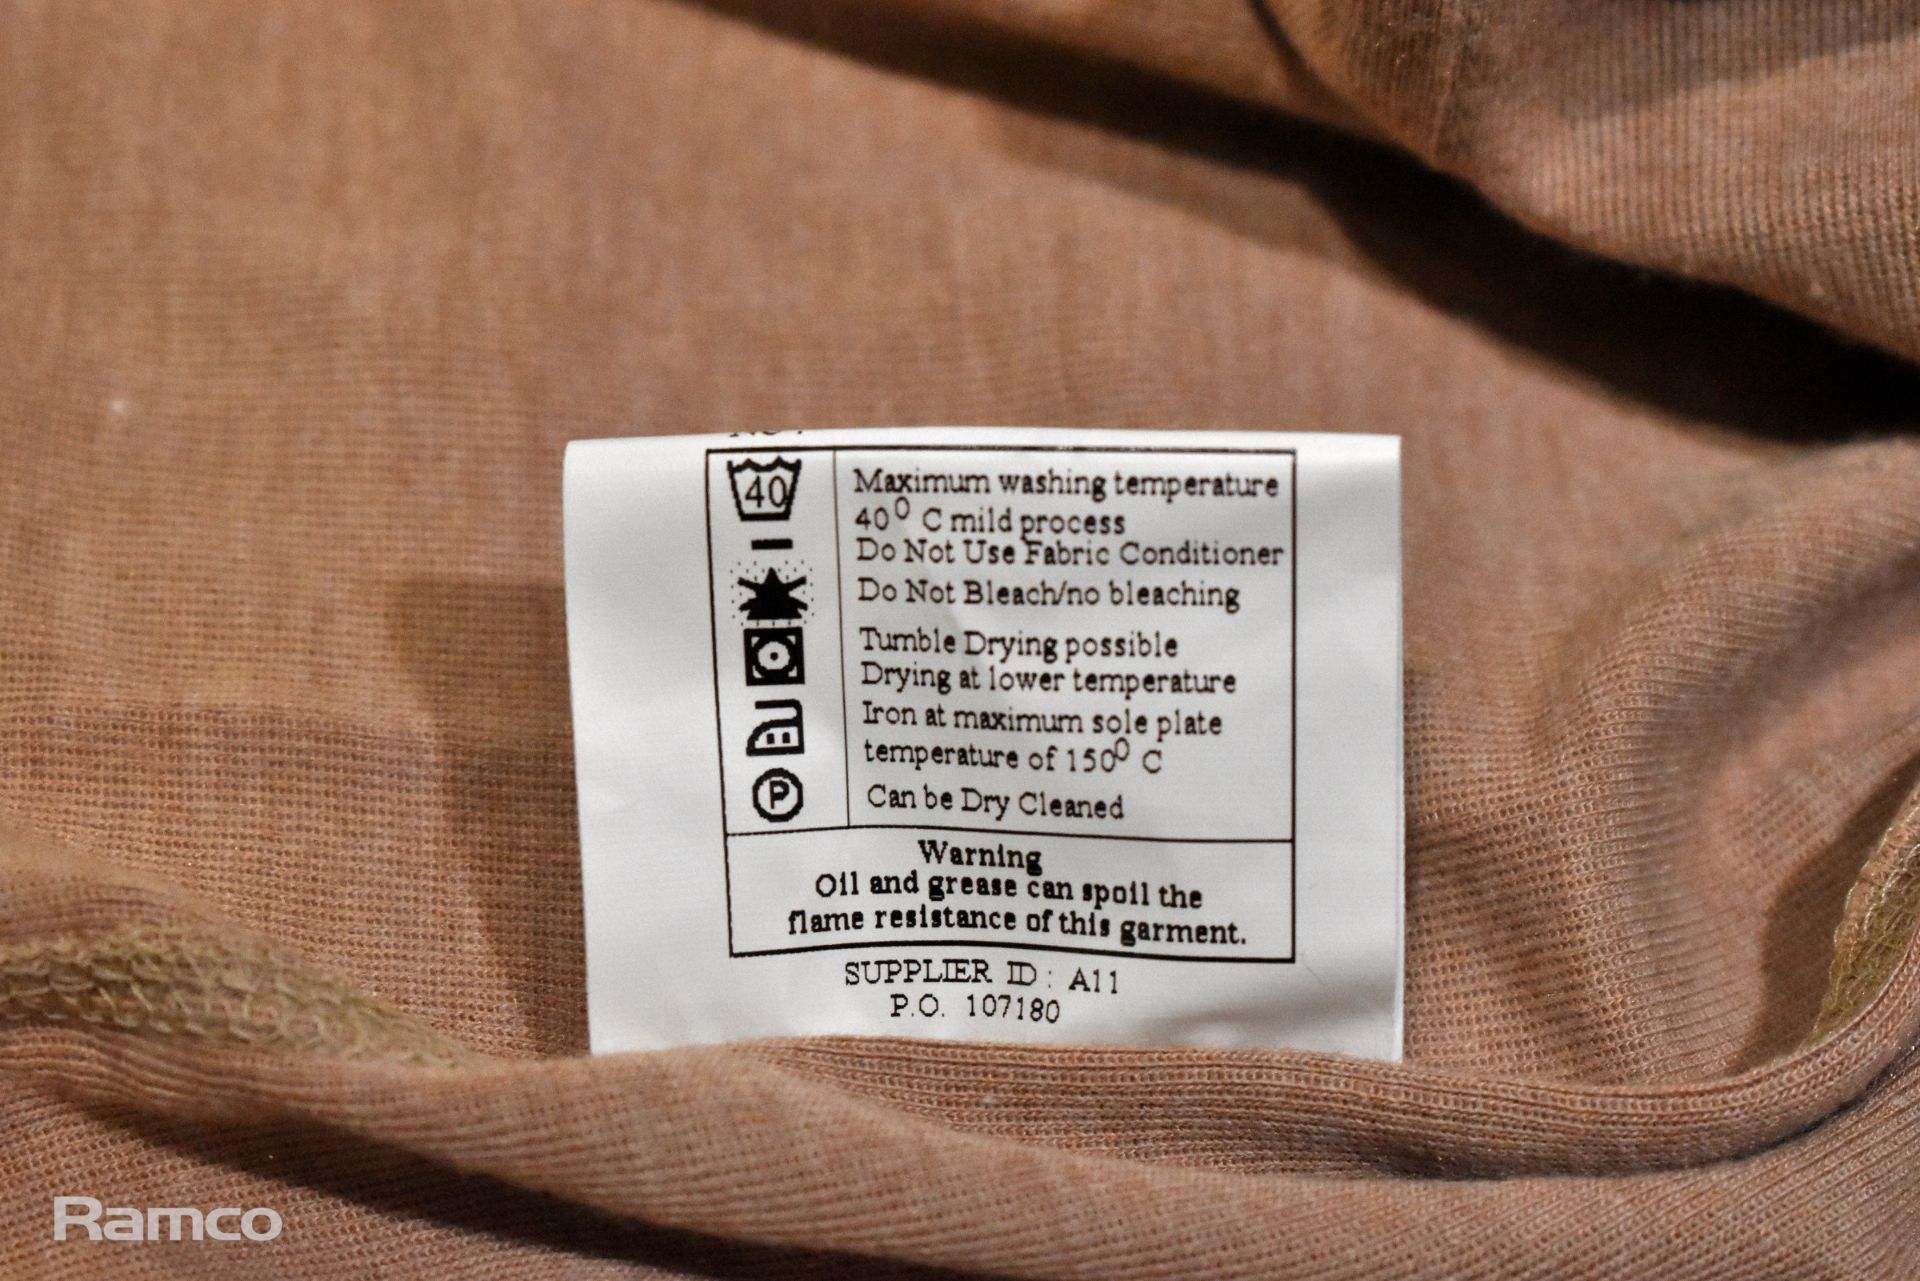 40
Maximum washing temperature
40⁰ C mild process
Do Not Use Fabric Conditioner
Do Not Bleach/no bleaching
Tumble Drying possible
Drying at lower temperature
Iron at maximum sole plate
temperature of 150⁰ C
P
Can be Dry Cleaned
Warning
Oil and grease can spoil the
flame resistance of this garment.
SUPPLIER ID : A11
P.O. 107180
Ramco